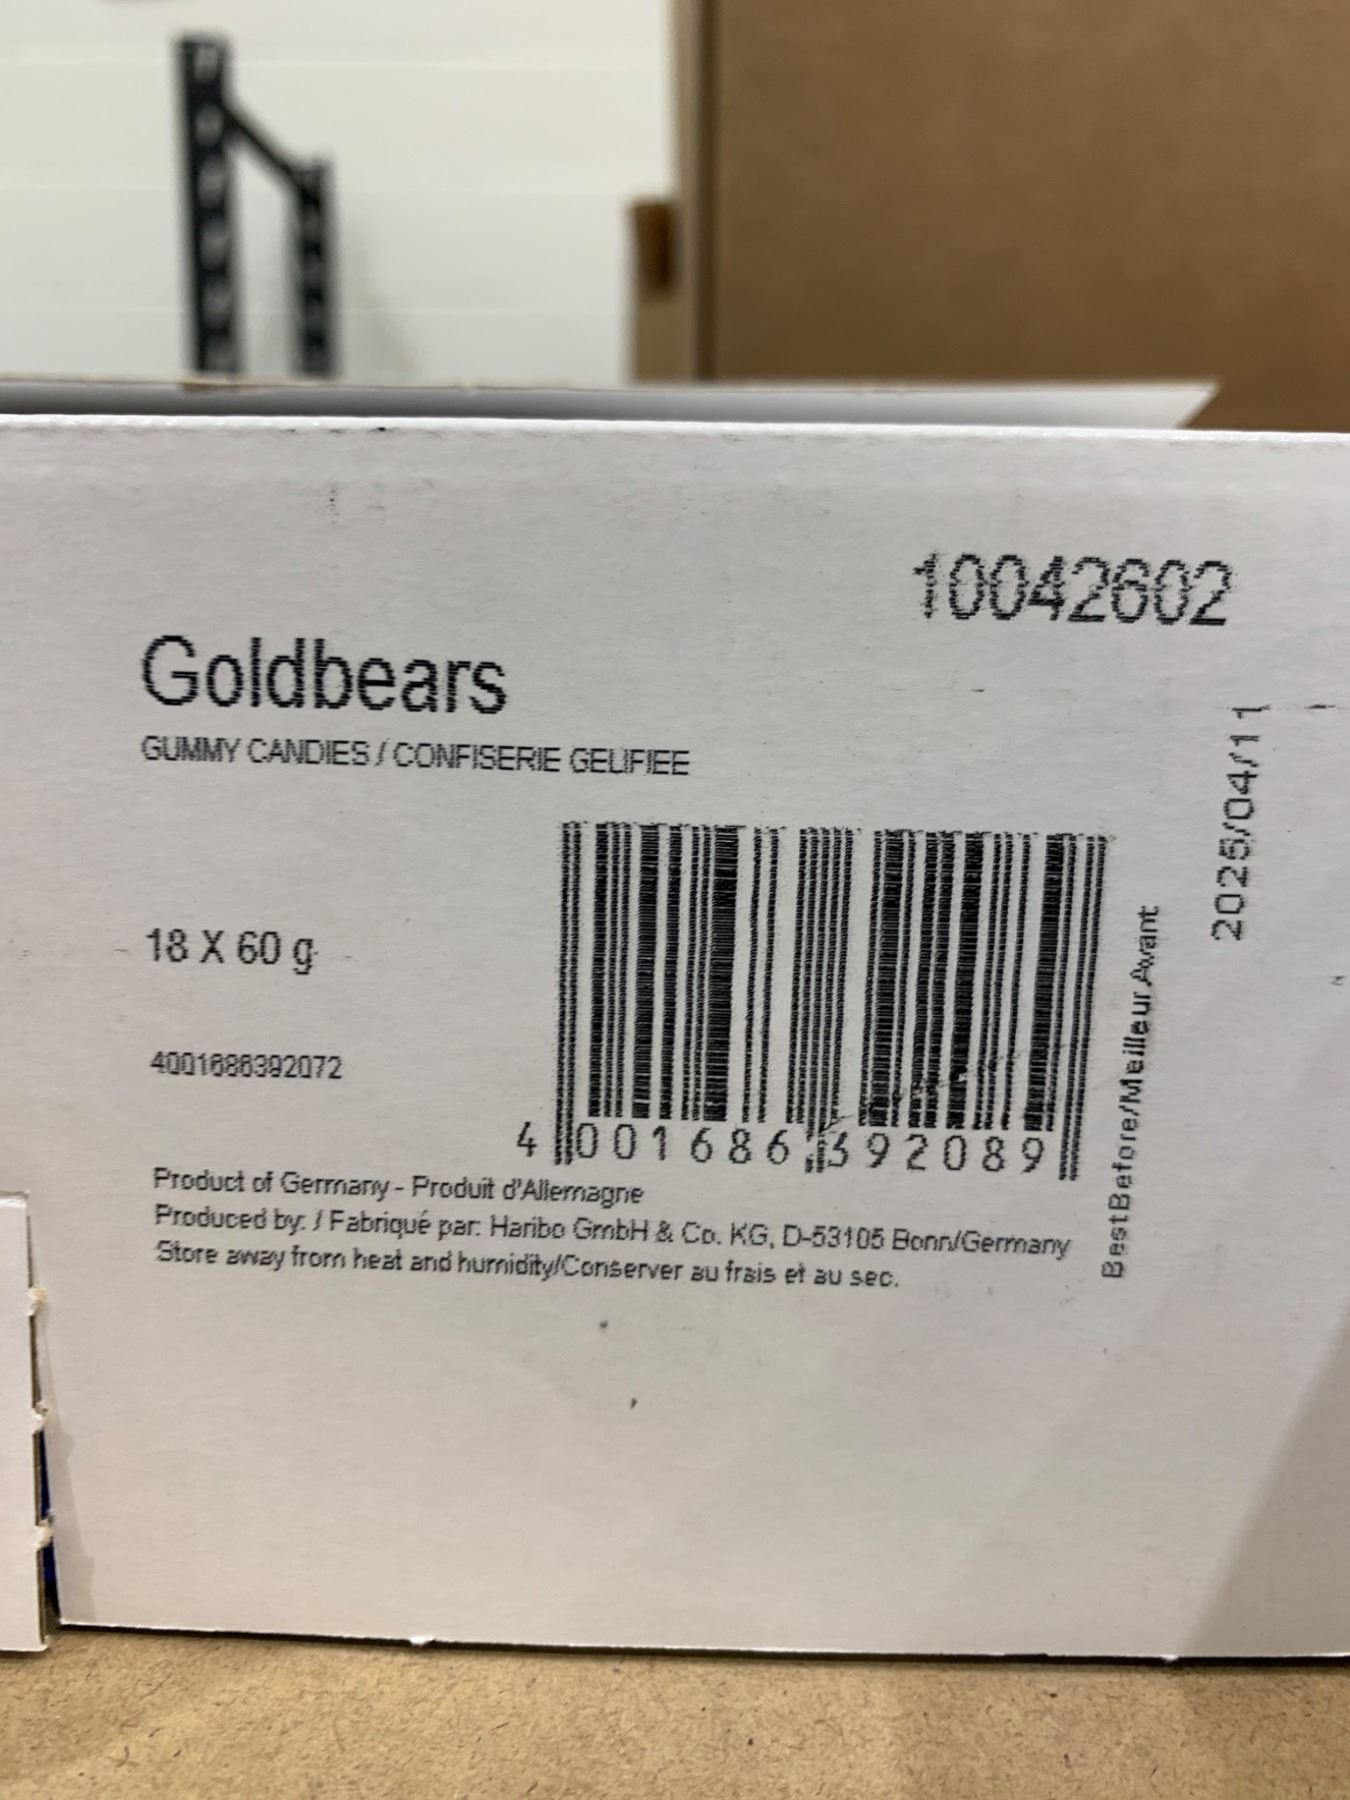 10042602
Goldbears
GUMMY CANDIES / CONFISERIE GELIFIEE
2025/04/11
18 X 60 g
BestBefore/Meilleur Avant
4001686392072
4 001686 392089
Product of Germany - Produit d'Allemagne
Produced by: / Fabriqué par: Haribo GmbH & Co. KG, D-53105 Bonn/Germany
Store away from heat and humidity/Conserver au frais et au sec.